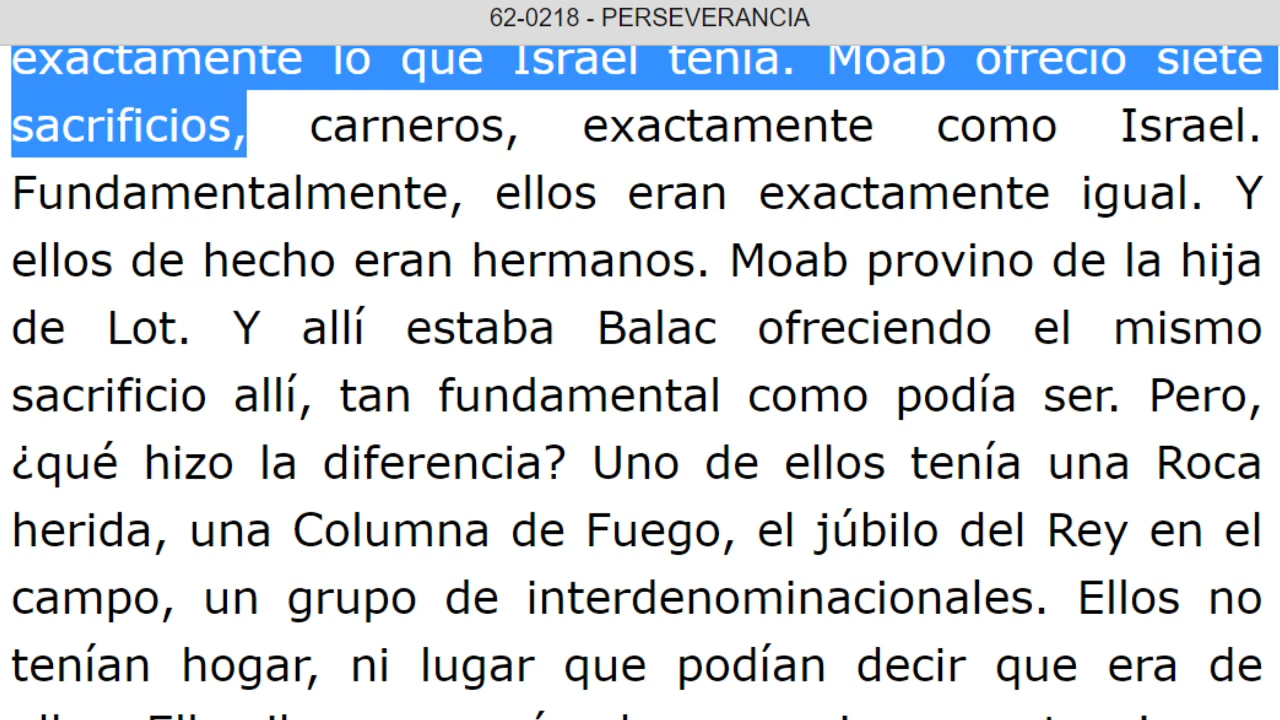 62-0218 - PERSEVERANCIA
exactamente lo que Israel tenía. Moab ofreció siete
sacrificios, carneros, exactamente como Israel.
Fundamentalmente, ellos eran exactamente igual. Y
ellos de hecho eran hermanos. Moab provino de la hija
de Lot. Y allí estaba Balac ofreciendo el mismo
sacrificio allí, tan fundamental como podía ser. Pero,
¿qué hizo la diferencia? Uno de ellos tenía una Roca
herida, una Columna de Fuego, el júbilo del Rey en el
campo, un grupo de interdenominacionales. Ellos no
tenían hogar, ni lugar que podían decir que era de